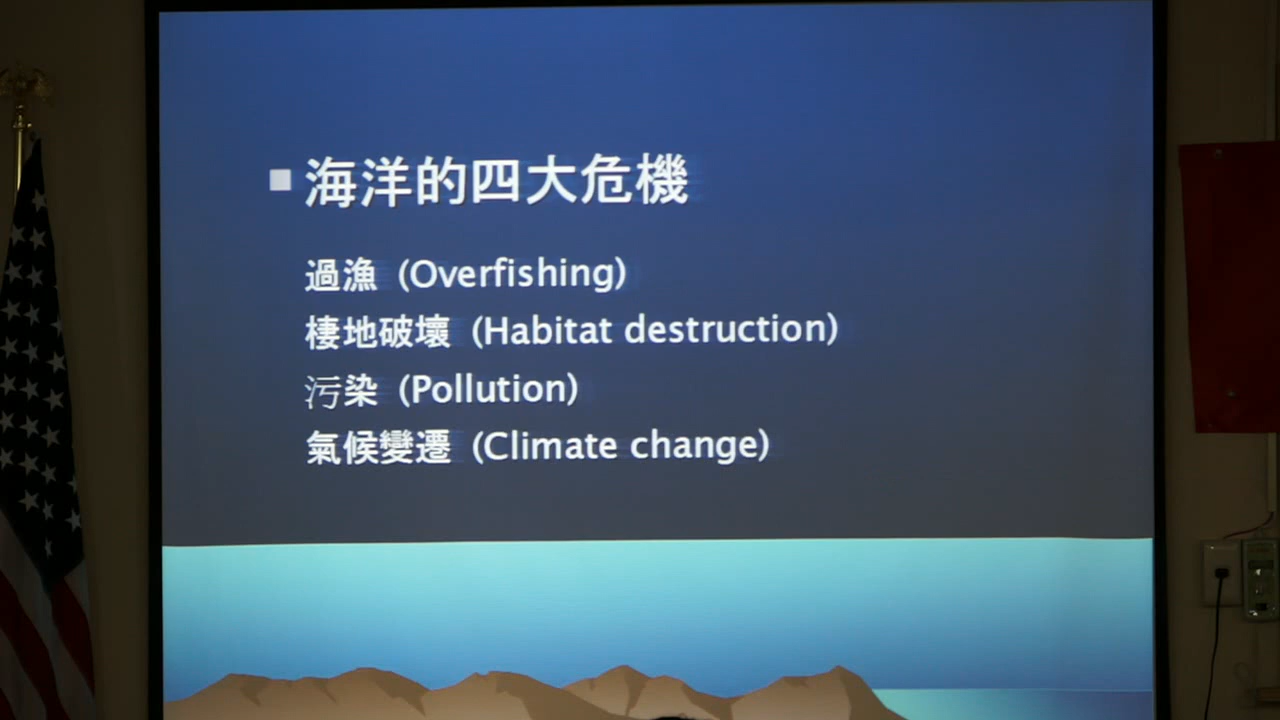 海洋的四大危機
過漁 (Overfishing)
棲地破壞 (Habitat destruction)
污染 (Pollution)
氣候變遷 (Climate change)